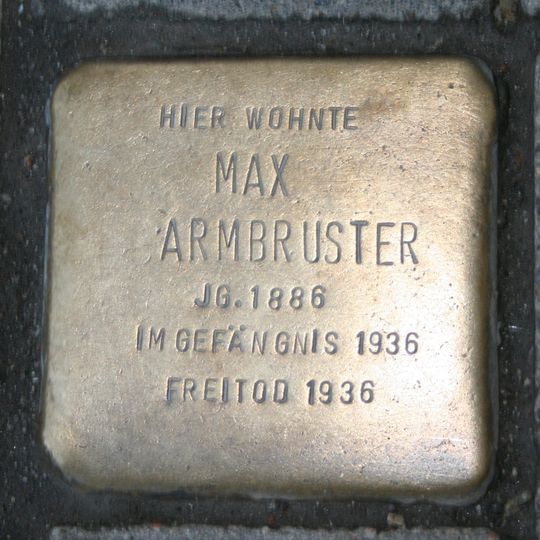 HIER WOHNTE
MAX
ARMBRUSTER
JG. 1886
IM GEFÄNGNIS 1936
FREITOD 1936